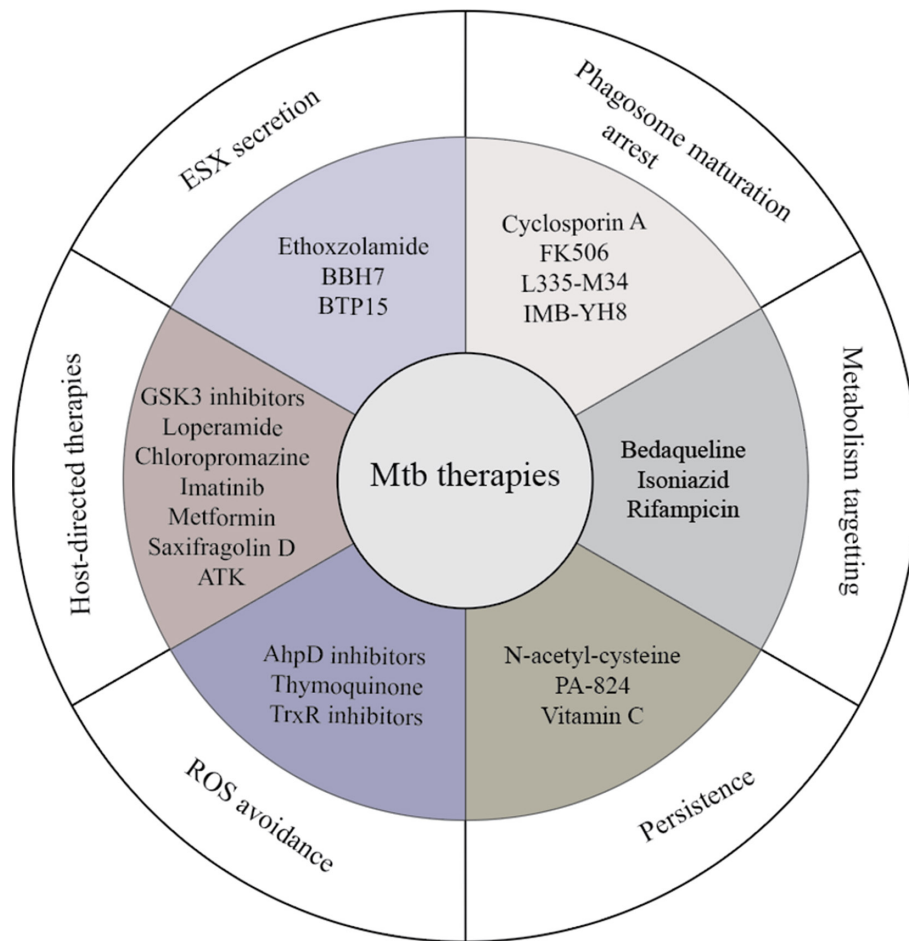 ESX secretion
Phagosome maturation
arrest
Ethoxzolamide
BBH7
BTP15
Cyclosporin A
FK506
L335-M34
IMB-YH8
Host-directed therapies
GSK3 inhibitors
Loperamide
Chloropromazine
Imatinib
Metformin
Saxifragolin D
ATK
Mtb therapies
Bedaqueline
Isoniazid
Rifampicin
Metabolism targetting
AhpD inhibitors
Thymoquinone
TrxR inhibitors
N-acetyl-cysteine
PA-824
Vitamin C
ROS avoidance
Persistence